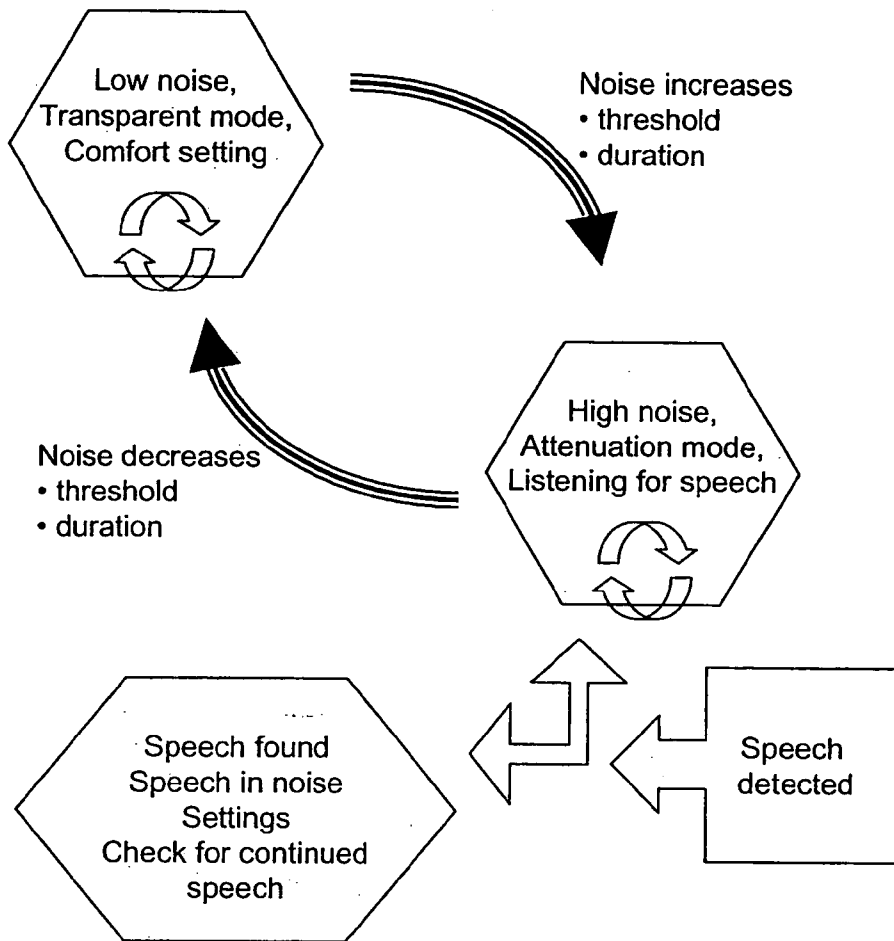 Low noise,
Transparent mode,
Comfort setting
Noise increases
• threshold
• duration
High noise,
Attenuation mode,
Listening for speech
Noise decreases
• threshold
• duration
Speech found
Speech in noise
Settings
Check for continued
speech
Speech
detected